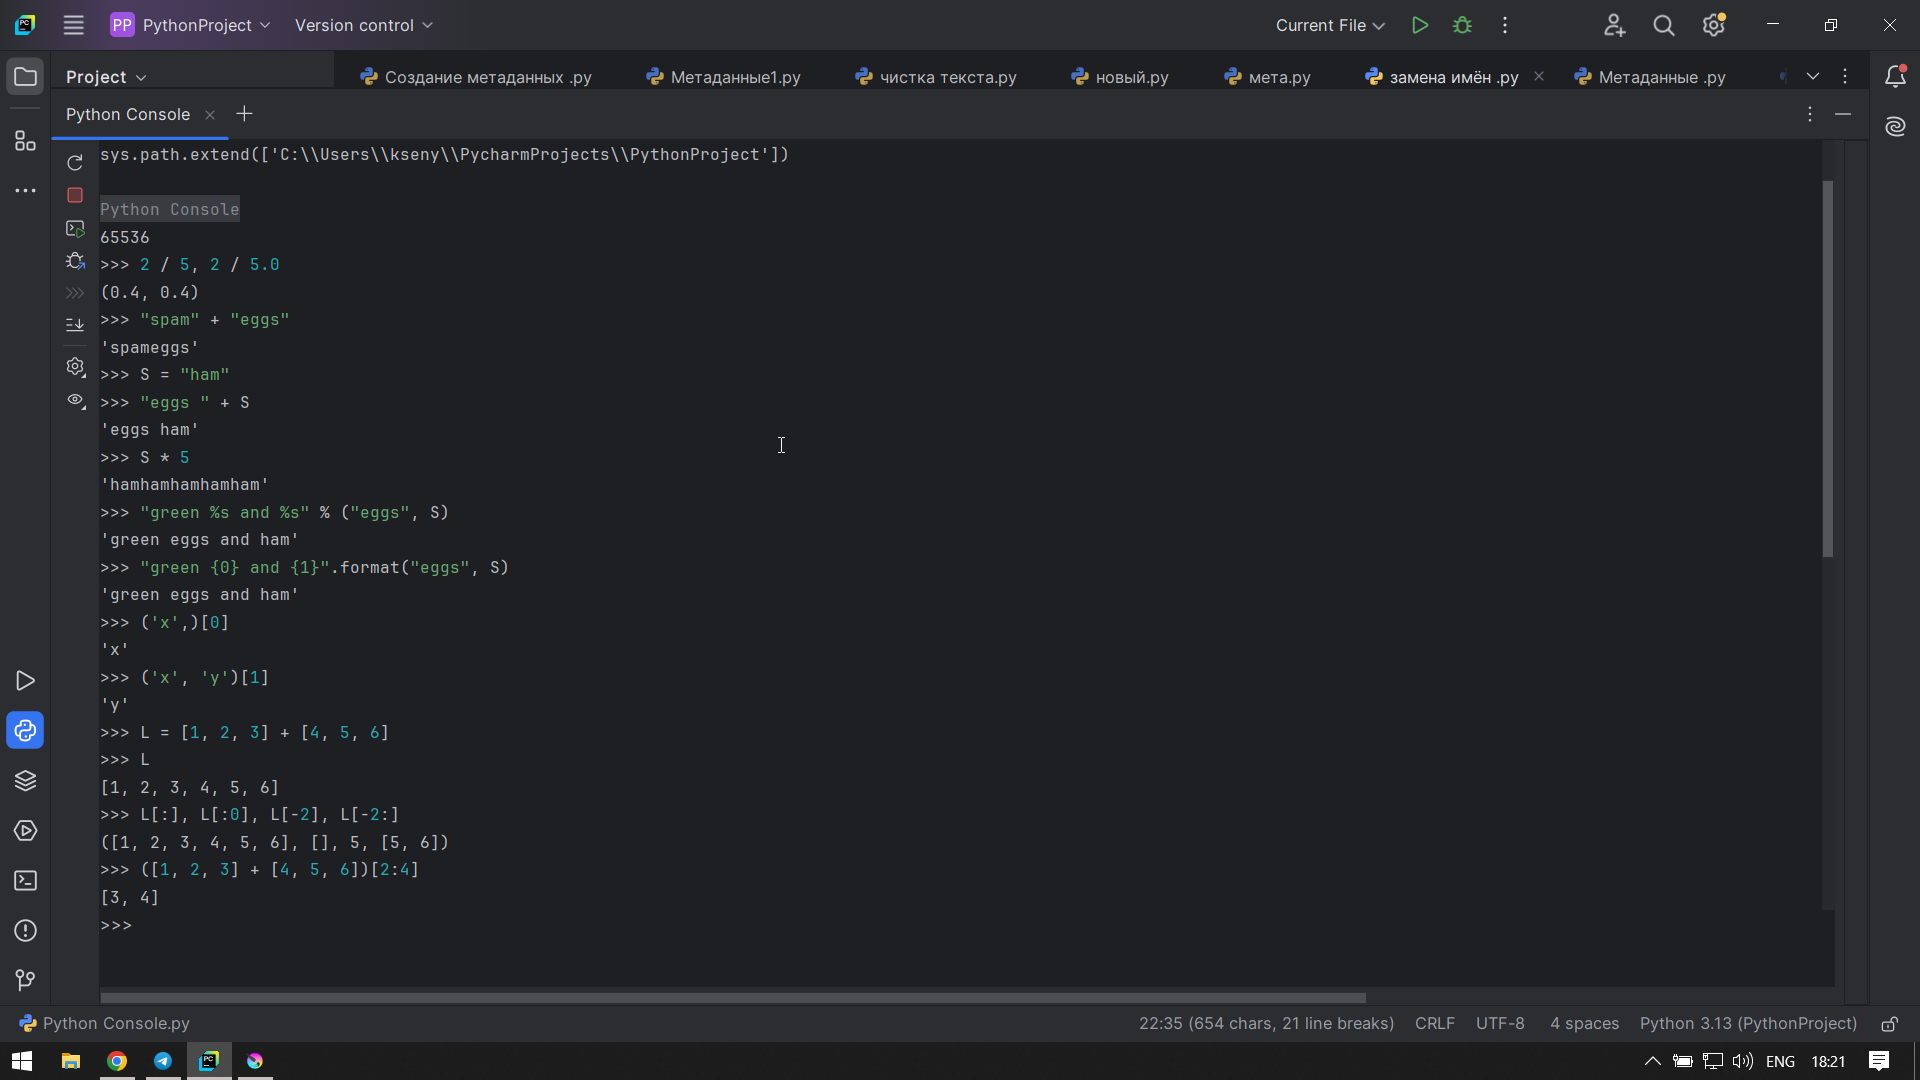 PP PythonProject Version control Current File
Project Создание метаданных .py Метаданные1.py чистка текста.py новый.py мета.py замена имён .py Метаданные .py
Python Console
sys.path.extend(['C:\\Users\\kseny\\PycharmProjects\\PythonProject'])
Python Console
65536
>>> 2 / 5, 2 / 5.0
(0.4, 0.4)
>>> "spam" + "eggs"
'spameggs'
>>> S = "ham"
>>> "eggs " + S
'eggs ham'
>>> S * 5
'hamhamhamhamham'
>>> "green %s and %s" % ("eggs", S)
'green eggs and ham'
>>> "green {0} and {1}".format("eggs", S)
'green eggs and ham'
>>> ('x',)[0]
'x'
>>> ('x', 'y')[1]
'y'
>>> L = [1, 2, 3] + [4, 5, 6]
>>> L
[1, 2, 3, 4, 5, 6]
>>> L[:], L[:0], L[-2], L[-2:]
([1, 2, 3, 4, 5, 6], [], 5, [5, 6])
>>> ([1, 2, 3] + [4, 5, 6])[2:4]
[3, 4]
>>>
Python Console.py 22:35 (654 chars, 21 line breaks) CRLF UTF-8 4 spaces Python 3.13 (PythonProject)
PC ENG 18:21